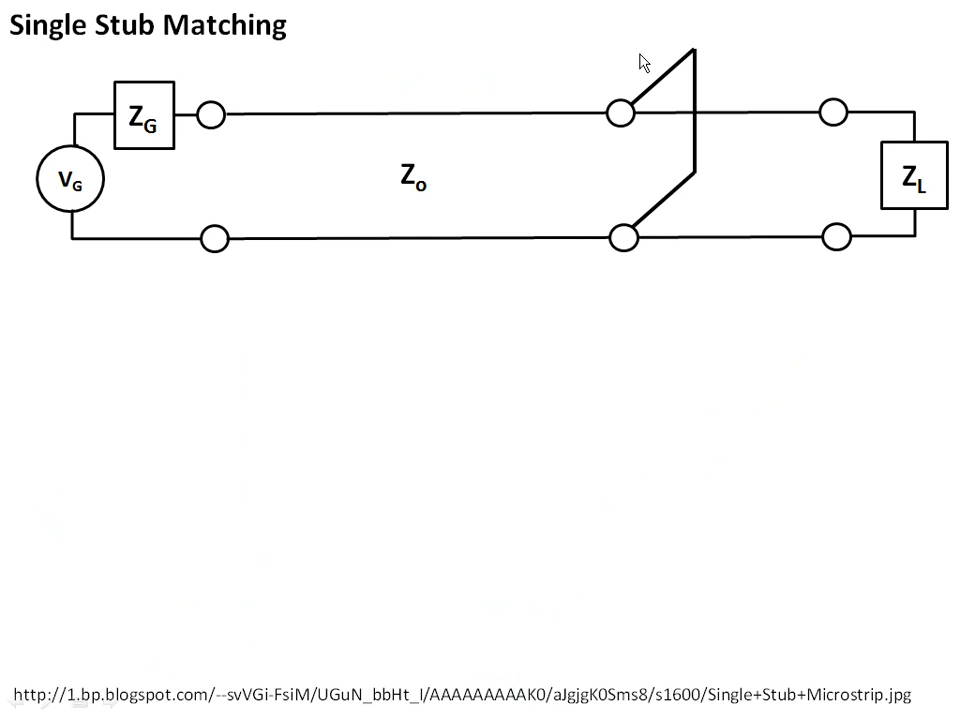 Single Stub Matching
ZG
VG
Zo
ZL
http://1.bp.blogspot.com/--svVGi-FsiM/UGuN_bbHt_I/AAAAAAAAAK0/aJgjgK0Sms8/s1600/Single+Stub+Microstrip.jpg